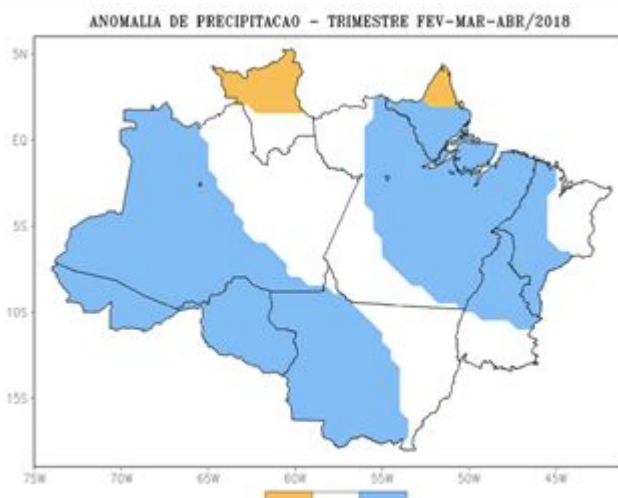 ANOMALIA DE PRECIPITACAO - TRIMESTRE FEV-MAR-ABR/2018
5N
EQ
5S
10S
15S
75W 70W 65W 60W 55W 50W 45W